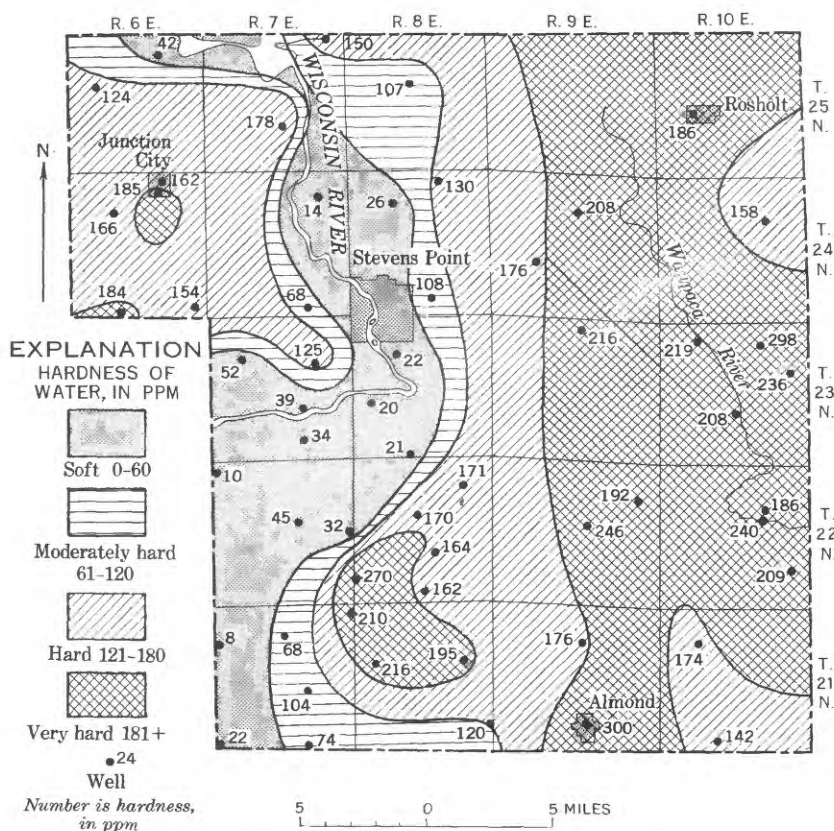 R. 6 E. R. 7 E. R. 8 E. R. 9 E. R. 10 E.
42
150
WISCONSIN RIVER
107
124
T. 25 N.
Rosholt
186
178
N
Junction City
162
185
130
14
26
208
158
166
T. 24 N.
Stevens Point
176
Waupaca River
108
184
154
68
216
219
298
EXPLANATION
HARDNESS OF WATER, IN PPM
52
125
22
236
T. 23 N.
39
20
208
34
Soft 0-60
21
10
171
192
186
45
32
170
246
240
T. 22 N.
Moderately hard 61-120
164
270
162
209
210
Hard 121-180
8
68
176
174
216
195
T. 21 N.
104
Almond
Very hard 181+
120
300
24
22
74
142
Well
Number is hardness, in ppm
5 0 5 MILES